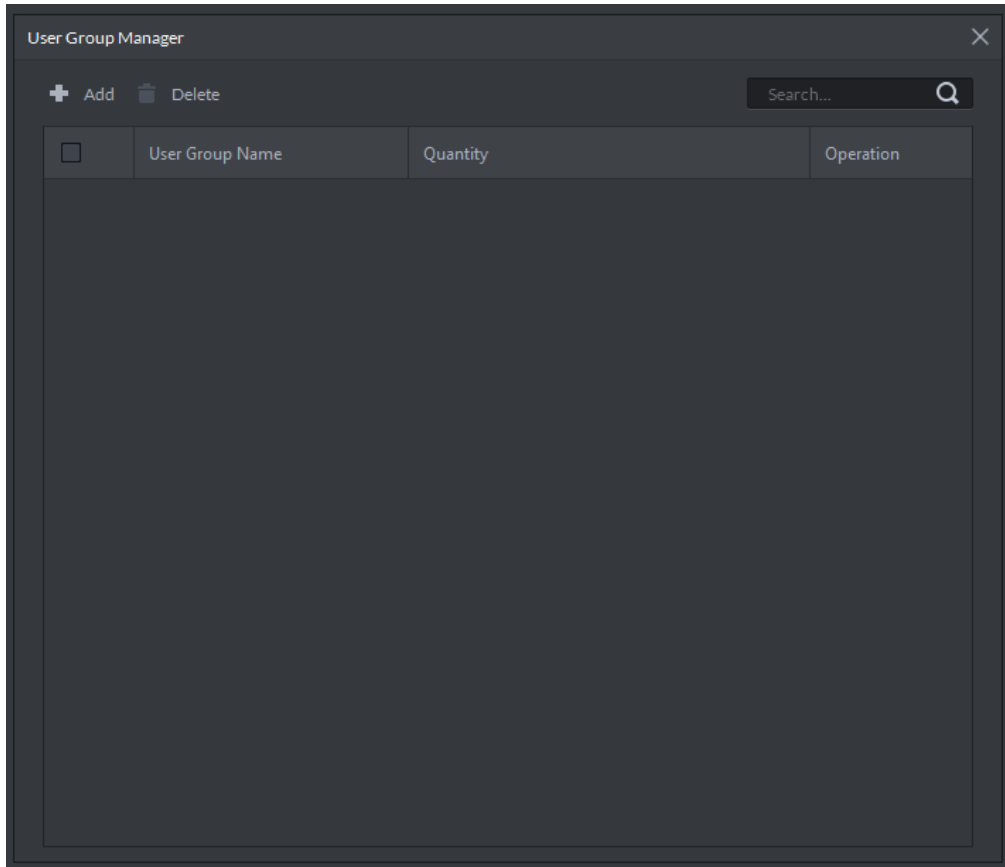 User Group Manager
Add Delete Search...
User Group Name Quantity Operation